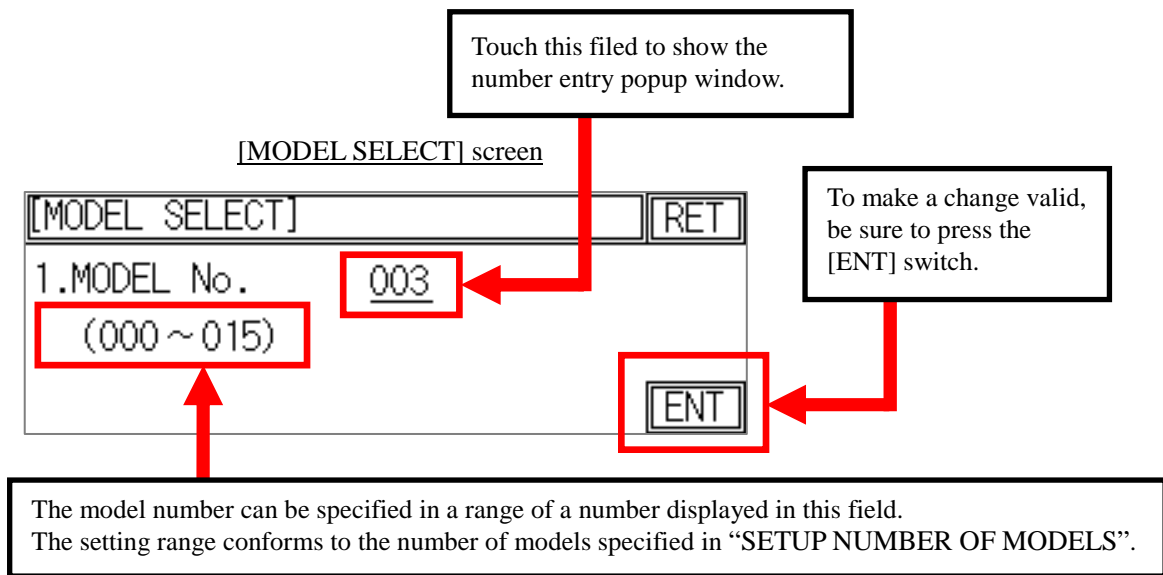 Touch this filed to show the
number entry popup window.
[MODEL SELECT] screen
To make a change valid,
be sure to press the
[ENT] switch.
[MODEL SELECT]
RET
1.MODEL No.
003
(000~015)
ENT
The model number can be specified in a range of a number displayed in this field.
The setting range conforms to the number of models specified in “SETUP NUMBER OF MODELS”.